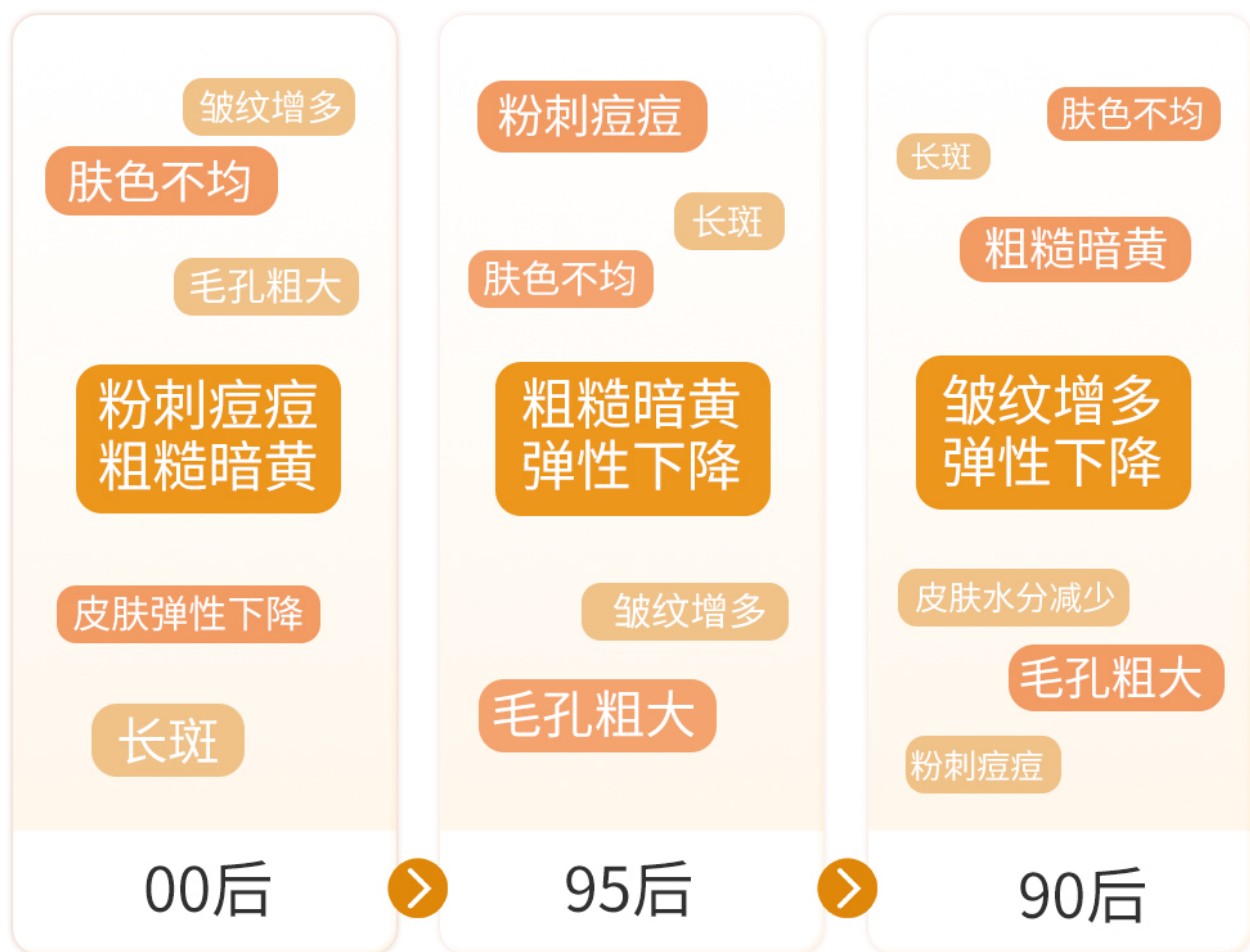 皱纹增多
肤色不均
毛孔粗大
粉刺痘痘
粗糙暗黄
皮肤弹性下降
长斑
00后
粉刺痘痘
长斑
肤色不均
粗糙暗黄
弹性下降
皱纹增多
毛孔粗大
95后
肤色不均
长斑
粗糙暗黄
皱纹增多
弹性下降
皮肤水分减少
毛孔粗大
粉刺痘痘
90后